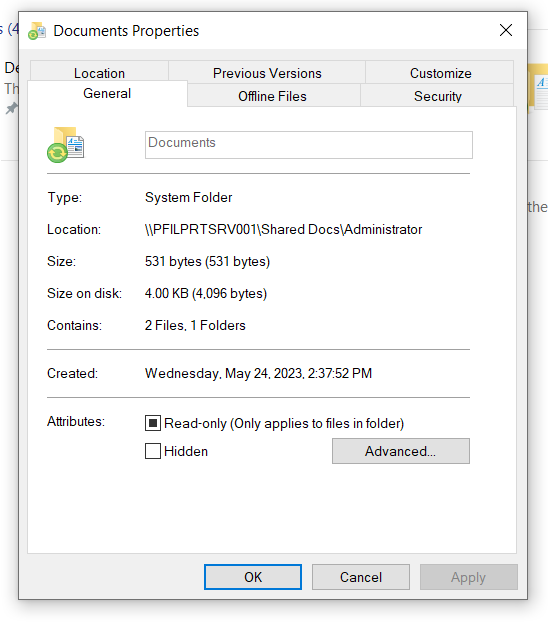 Documents Properties
s (4
De
Th
Location Previous Versions Customize
General Offline Files Security
Documents
Type: System Folder
Location: \\PFILPRTSRV001\Shared Docs\Administrator
the
Size: 531 bytes (531 bytes)
Size on disk: 4.00 KB (4,096 bytes)
Contains: 2 Files, 1 Folders
Created: Wednesday, May 24, 2023, 2:37:52 PM
Attributes: Read-only (Only applies to files in folder)
Hidden Advanced...
OK Cancel Apply